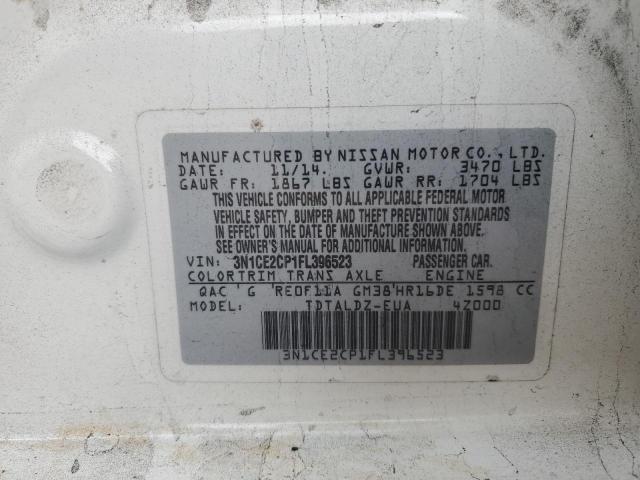 MANUFACTURED BY NISSAN MOTOR CO., LTD.
DATE: 11/14. GVWR: 3470 LBS
GAWR FR: 1867 LBS GAWR RR: 1704 LBS
THIS VEHICLE CONFORMS TO ALL APPLICABLE FEDERAL MOTOR
VEHICLE SAFETY, BUMPER AND THEFT PREVENTION STANDARDS
IN EFFECT ON THE DATE OF MANUFACTURE SHOWN ABOVE.
SEE OWNER'S MANUAL FOR ADDITIONAL INFORMATION.
VIN: 3N1CE2CP1FL396523 PASSENGER CAR.
COLOR TRIM TRANS AXLE ENGINE
QAC 'G 'RE0F11A GM38'HR16DE 1598 CC
MODEL: TDTALDZ-EUA 4Z000
3N1CE2CP1FL396523